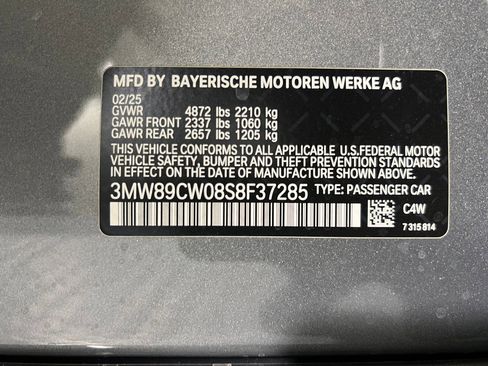 MFD BY BAYERISCHE MOTOREN WERKE AG
02/25
GVWR 4872 lbs 2210 kg
GAWR FRONT 2337 lbs 1060 kg
GAWR REAR 2657 lbs 1205 kg
THIS VEHICLE CONFORMS TO ALL APPLICABLE U.S.FEDERAL MOTOR
VEHICLE SAFETY, BUMPER AND THEFT PREVENTION STANDARDS
IN EFFECT ON THE DATE OF MANUFACTURE SHOWN ABOVE.
3MW89CW08S8F37285 TYPE: PASSENGER CAR
C4W
7 315 814